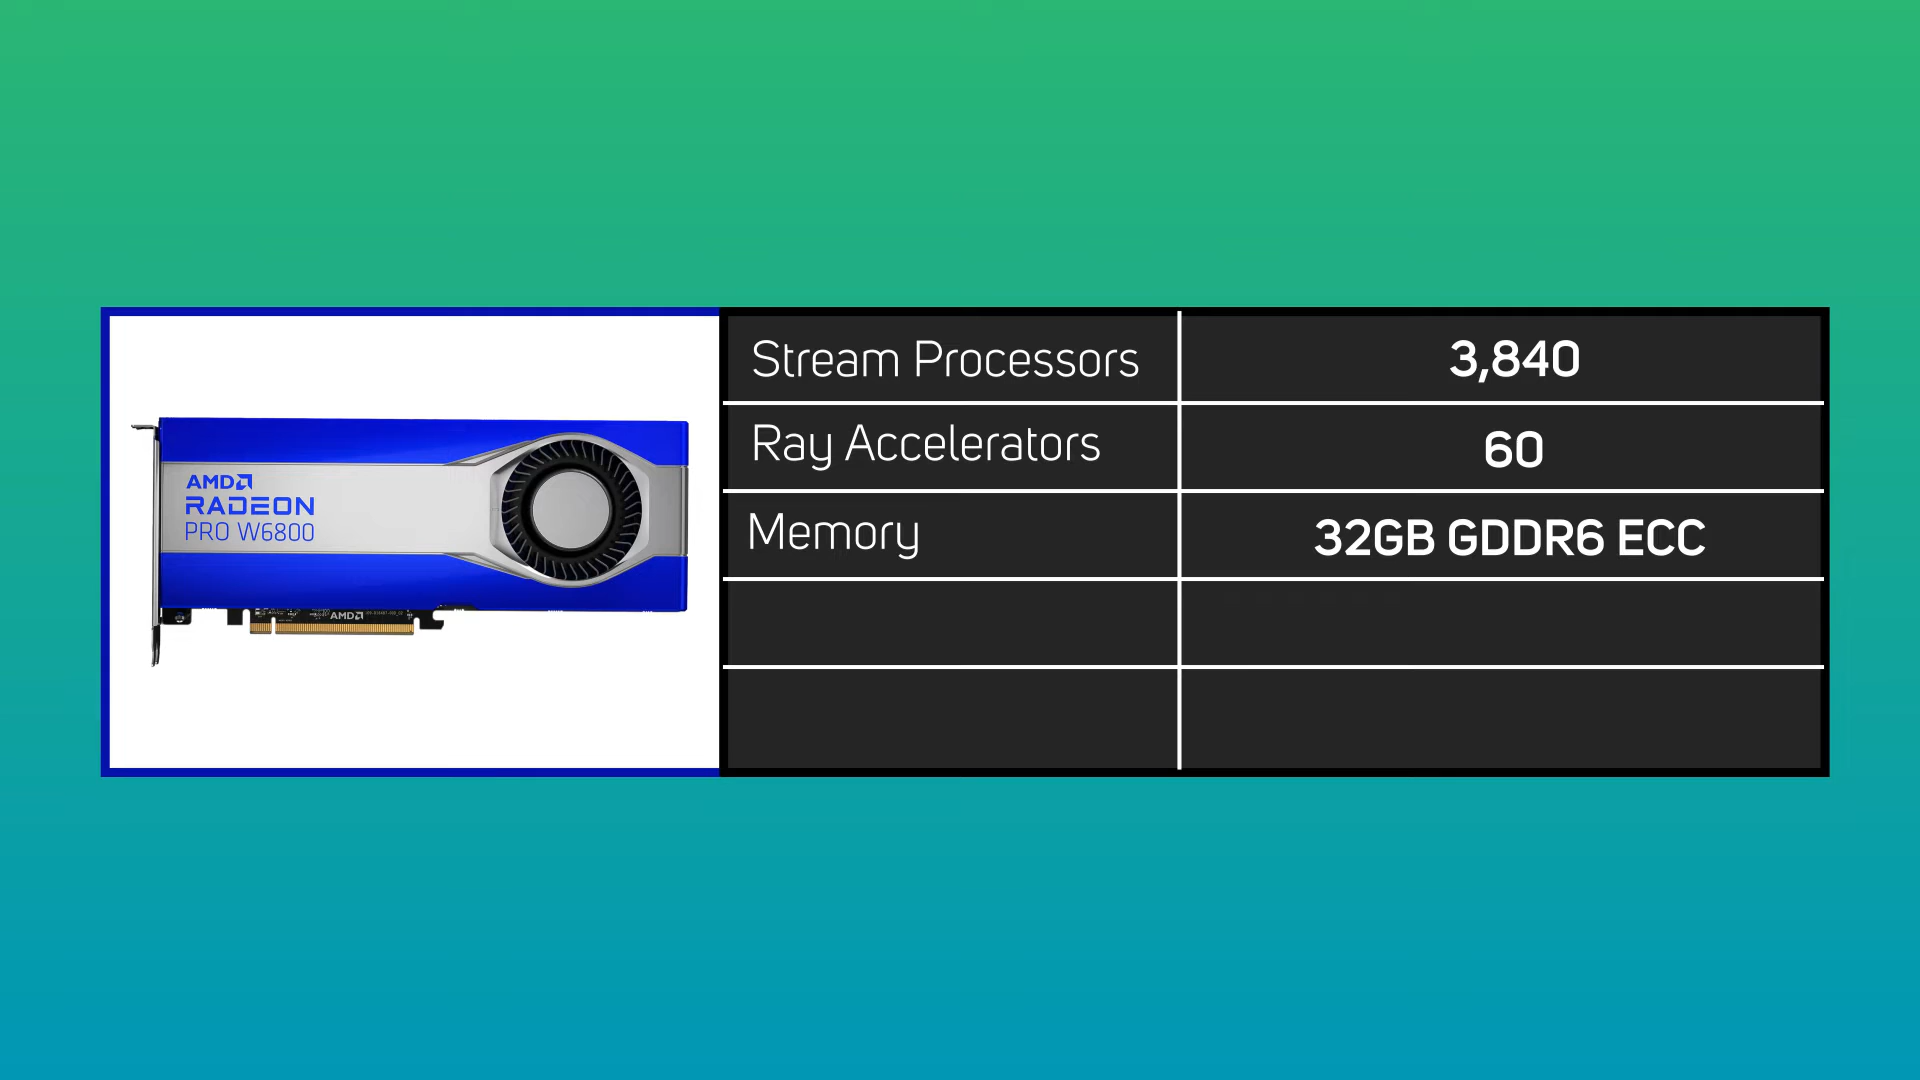 AMD
RADEON
PRO W6800
AMD
Stream Processors 3,840
Ray Accelerators 60
Memory 32GB GDDR6 ECC